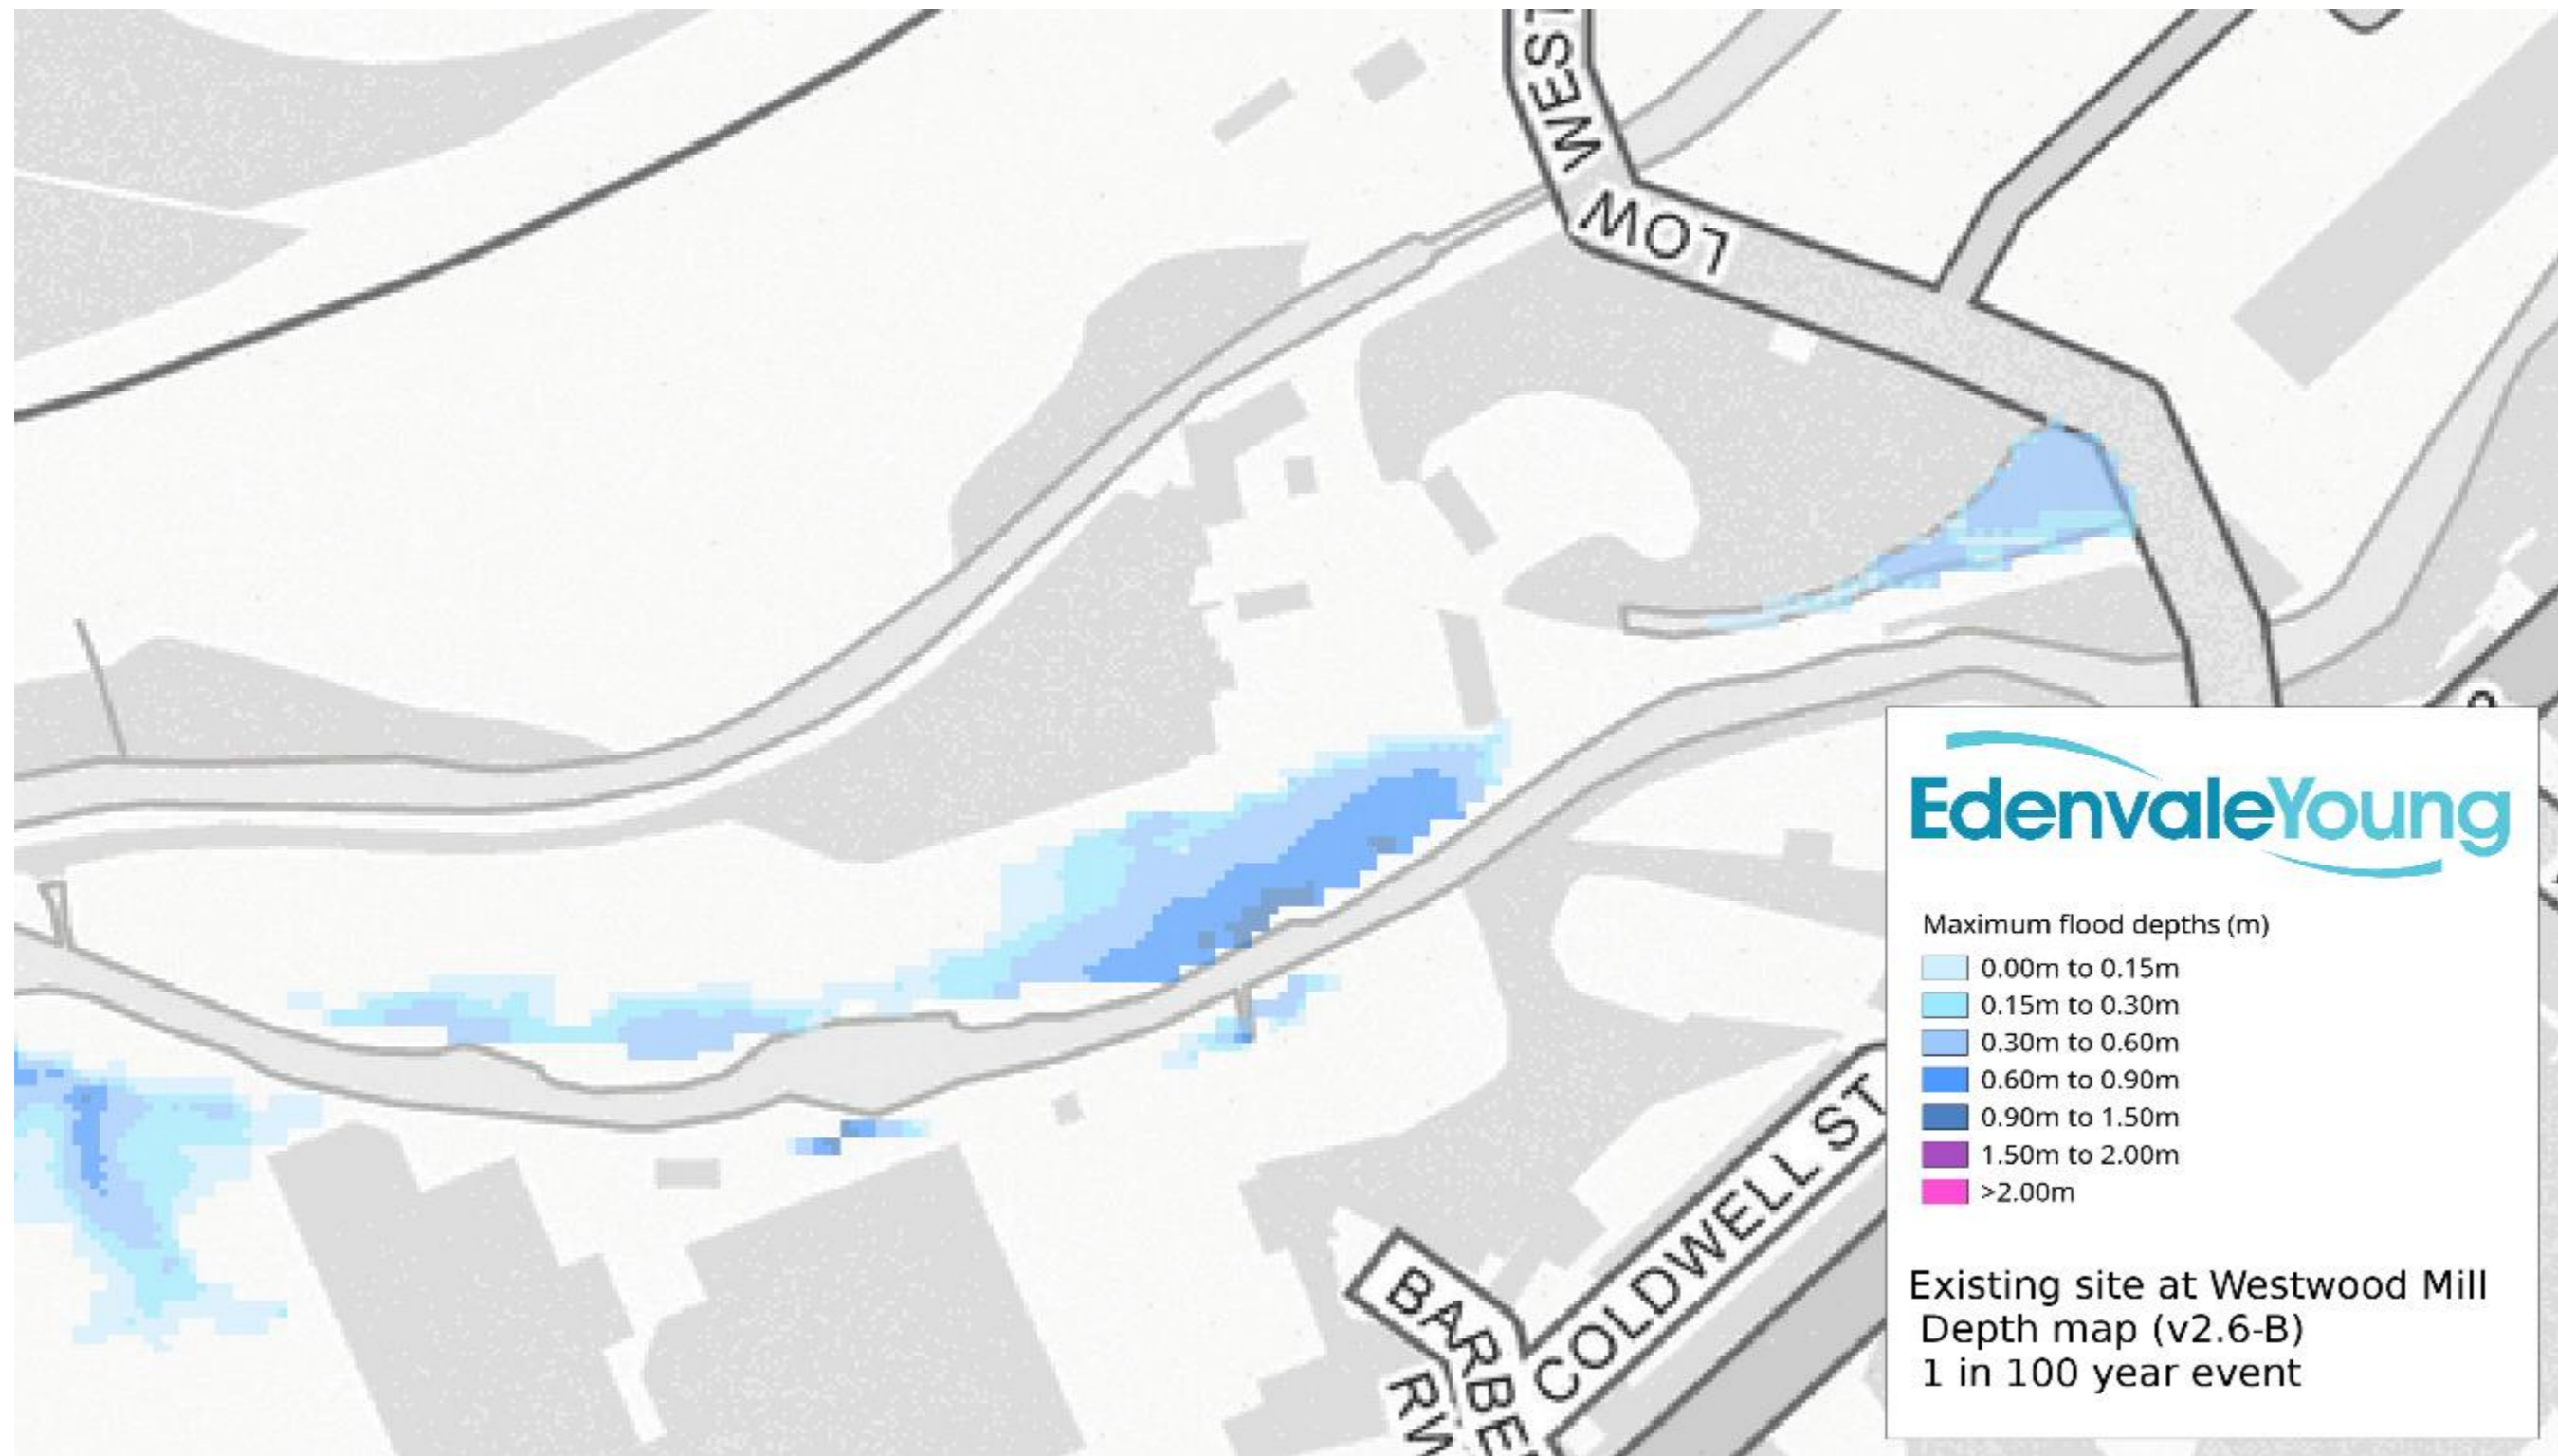 WEST
LOW
EdenvaleYoung
Maximum flood depths (m)
0.00m to 0.15m
0.15m to 0.30m
0.30m to 0.60m
0.60m to 0.90m
0.90m to 1.50m
1.50m to 2.00m
>2.00m
COLDWELL ST
BARBE
RW
Existing site at Westwood Mill
Depth map (v2.6-B)
1 in 100 year event